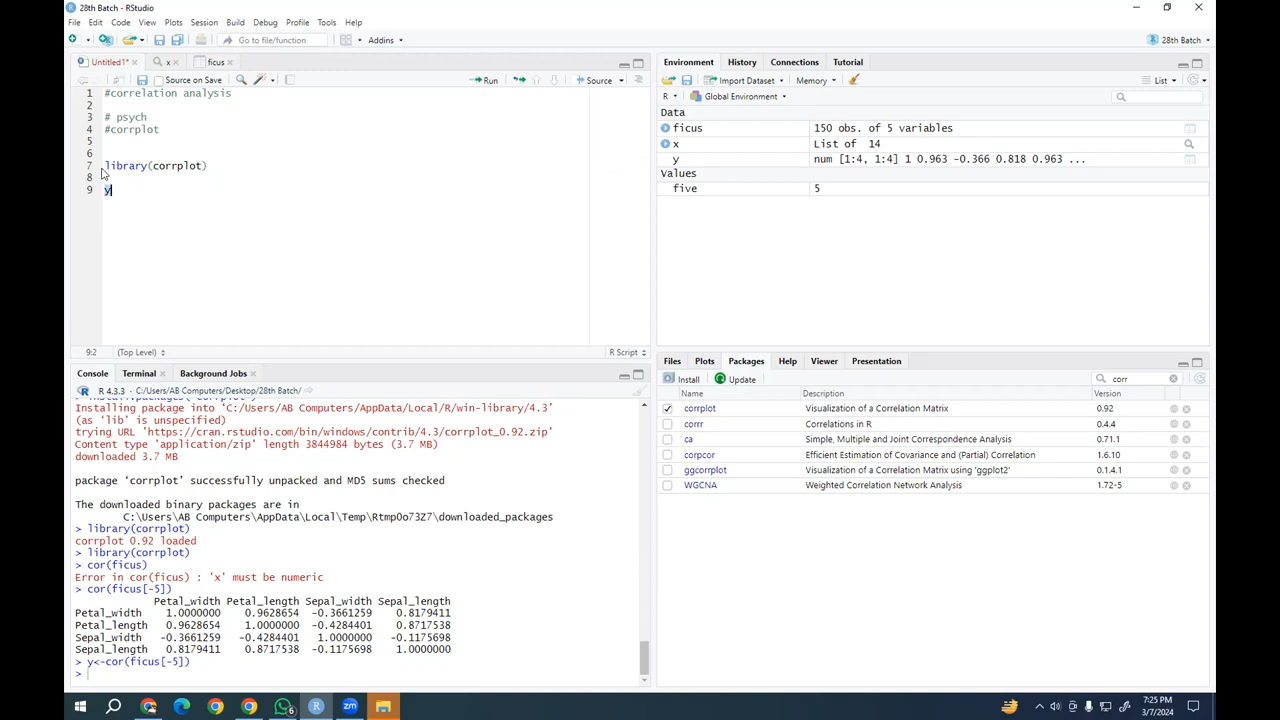 28th Batch - RStudio
File Edit Code View Plots Session Build Debug Profile Tools Help
Go to file/function Addins 28th Batch
Untitled1* x ficus
Source on Save Run Source
1 #correlation analysis
2
3 # psych
4 #corrplot
5
6
7 library(corrplot)
8
9 y
9:2 (Top Level) R Script
Console Terminal Background Jobs
R 4.3.3 · C:/Users/AB Computers/Desktop/28th Batch/
Installing package into ‘C:/Users/AB Computers/AppData/Local/R/win-library/4.3’
(as ‘lib’ is unspecified)
trying URL 'https://cran.rstudio.com/bin/windows/contrib/4.3/corrplot_0.92.zip'
Content type 'application/zip' length 3844984 bytes (3.7 MB)
downloaded 3.7 MB
package ‘corrplot’ successfully unpacked and MD5 sums checked
The downloaded binary packages are in
C:\Users\AB Computers\AppData\Local\Temp\Rtmp0o73Z7\downloaded_packages
> library(corrplot)
corrplot 0.92 loaded
> library(corrplot)
> cor(ficus)
Error in cor(ficus) : 'x' must be numeric
> cor(ficus[-5])
Petal_width Petal_length Sepal_width Sepal_length
Petal_width 1.0000000 0.9628654 -0.3661259 0.8179411
Petal_length 0.9628654 1.0000000 -0.4284401 0.8717538
Sepal_width -0.3661259 -0.4284401 1.0000000 -0.1175698
Sepal_length 0.8179411 0.8717538 -0.1175698 1.0000000
> y<-cor(ficus[-5])
>
Environment History Connections Tutorial
Import Dataset Memory List
R Global Environment
Data
ficus 150 obs. of 5 variables
x List of 14
y num [1:4, 1:4] 1 0.963 -0.366 0.818 0.963 ...
Values
five 5
Files Plots Packages Help Viewer Presentation
Install Update corr
Name Description Version
corrplot Visualization of a Correlation Matrix 0.92
corrr Correlations in R 0.4.4
ca Simple, Multiple and Joint Correspondence Analysis 0.71.1
corpcor Efficient Estimation of Covariance and (Partial) Correlation 1.6.10
ggcorrplot Visualization of a Correlation Matrix using 'ggplot2' 0.1.4.1
WGCNA Weighted Correlation Network Analysis 1.72-5
7:25 PM
3/7/2024